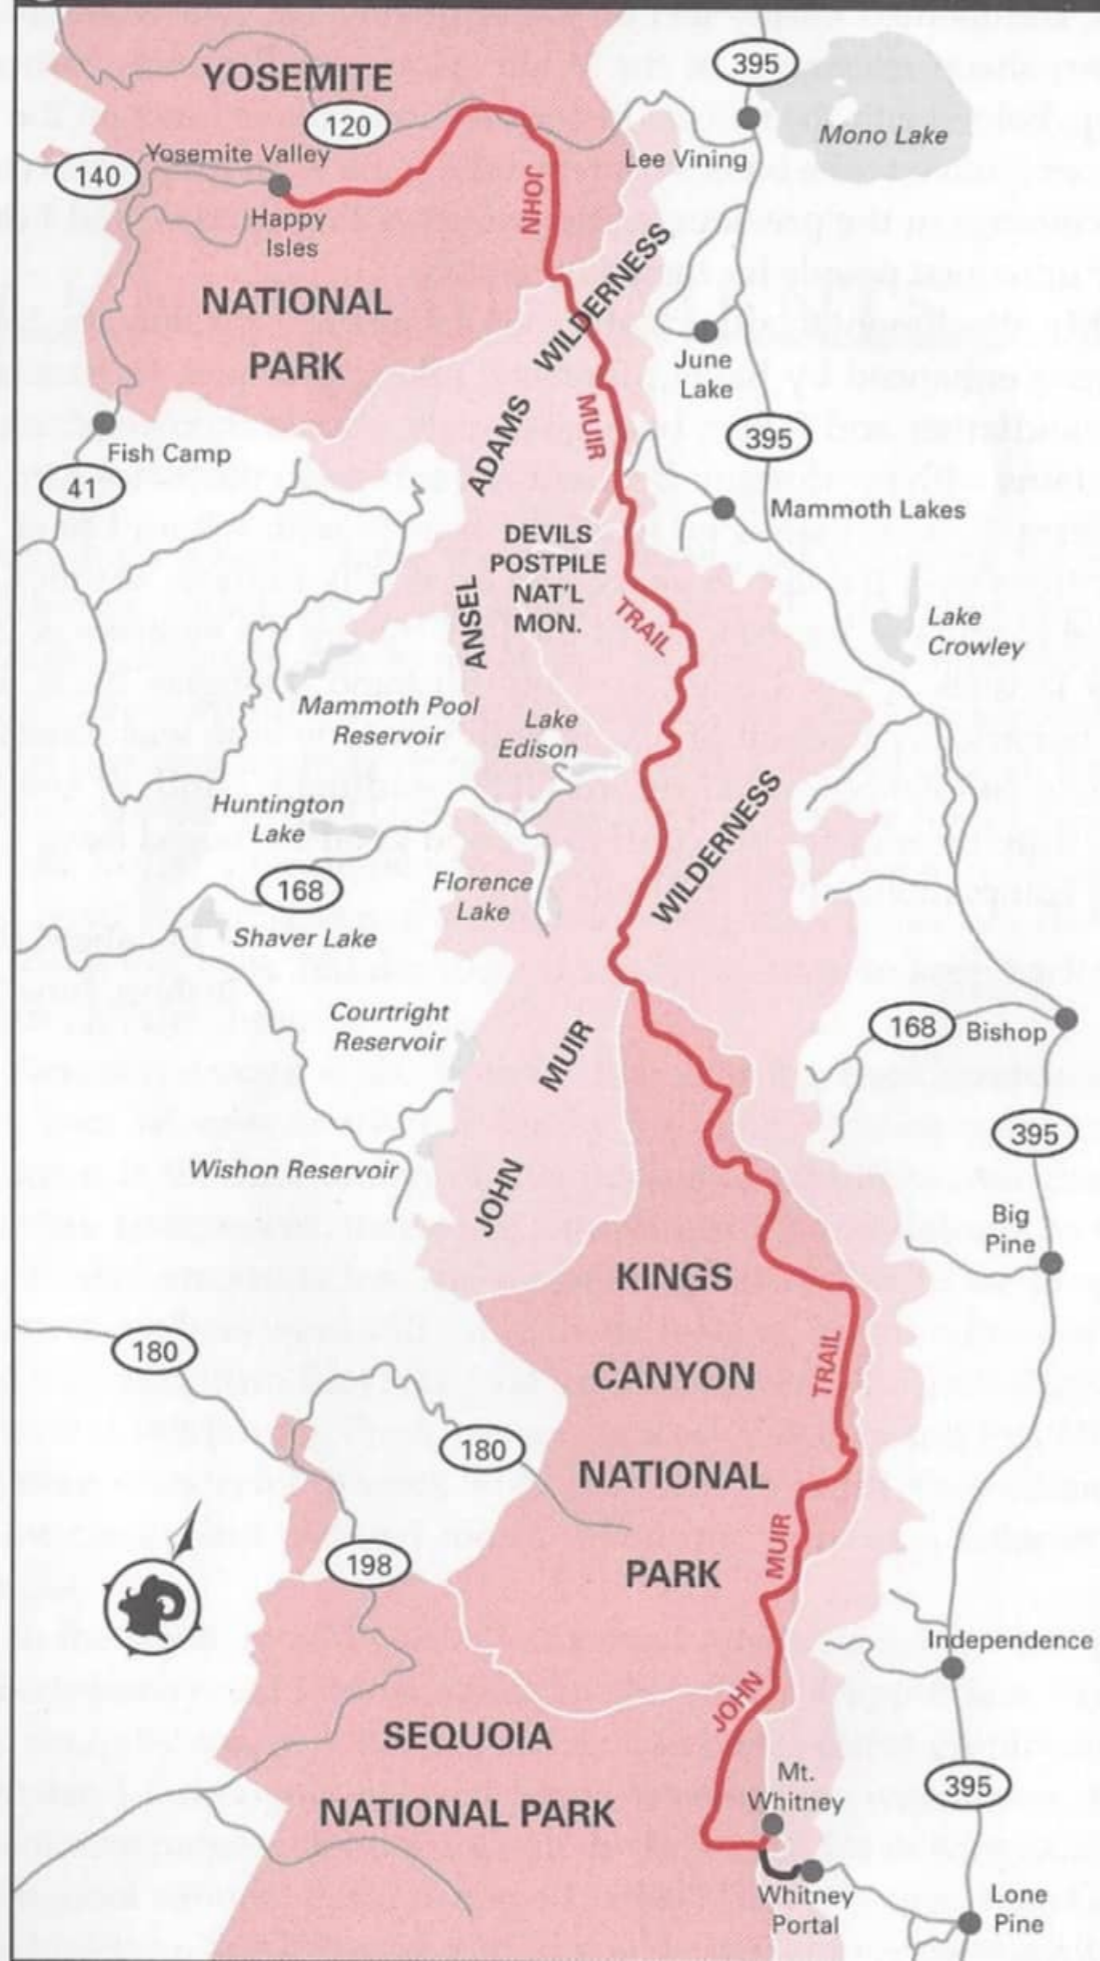 YOSEMITE
395
120
Mono Lake
Lee Vining
Yosemite Valley
140
Happy
Isles
JOHN
NATIONAL
PARK
WILDERNESS
June
Lake
ADAMS
MUIR
395
Fish Camp
41
Mammoth Lakes
DEVILS
POSTPILE
NAT'L
MON.
ANSEL
TRAIL
Lake
Crowley
Mammoth Pool
Reservoir
Lake
Edison
Huntington
Lake
WILDERNESS
168
Florence
Lake
Shaver Lake
Courtright
Reservoir
MUIR
168
Bishop
395
Wishon Reservoir
JOHN
Big
Pine
KINGS
180
CANYON
TRAIL
180
NATIONAL
MUIR
198
PARK
Independence
JOHN
SEQUOIA
NATIONAL PARK
Mt.
Whitney
395
Whitney
Portal
Lone
Pine